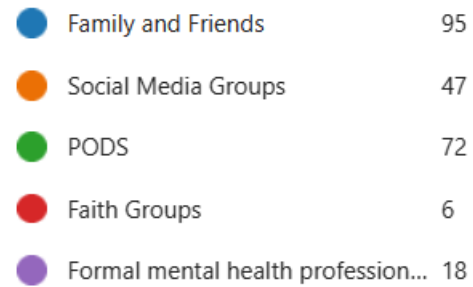 Family and Friends 95
Social Media Groups 47
PODS 72
Faith Groups 6
Formal mental health profession... 18